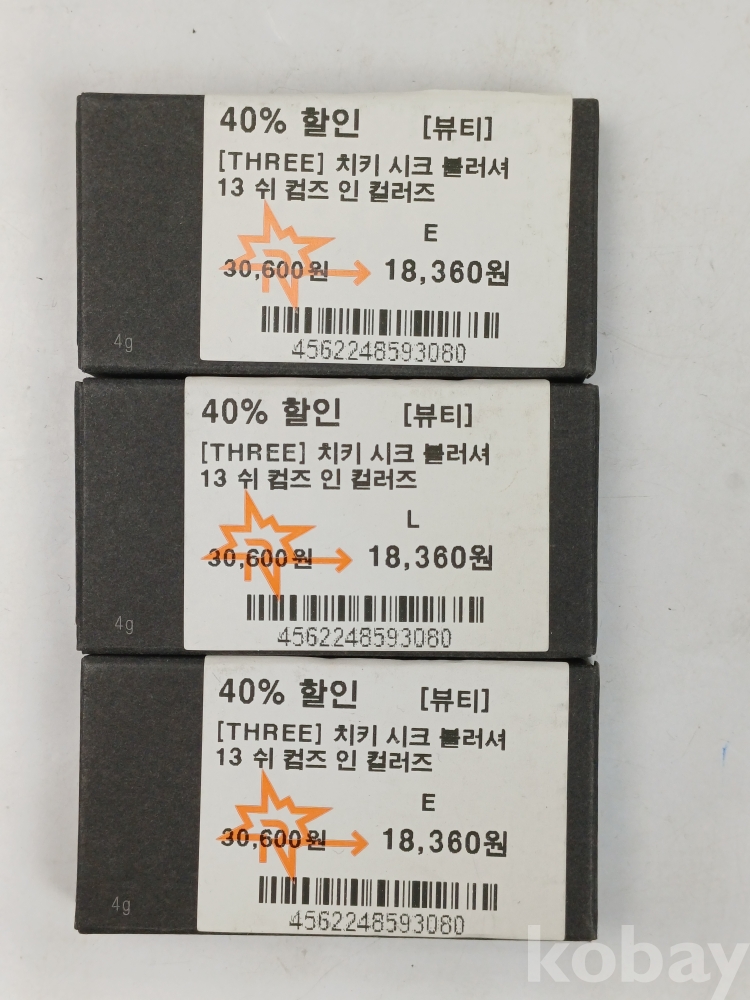 40% 할인 [뷰티]
[THREE] 치키 시크 블러셔
13 쉬 컴즈 인 컬러즈
E
30,600원 → 18,360원
4562248593080
4g
40% 할인 [뷰티]
[THREE] 치키 시크 블러셔
13 쉬 컴즈 인 컬러즈
L
30,600원 → 18,360원
4562248593080
4g
40% 할인 [뷰티]
[THREE] 치키 시크 블러셔
13 쉬 컴즈 인 컬러즈
E
30,600원 → 18,360원
4g
4562248593080
kobay